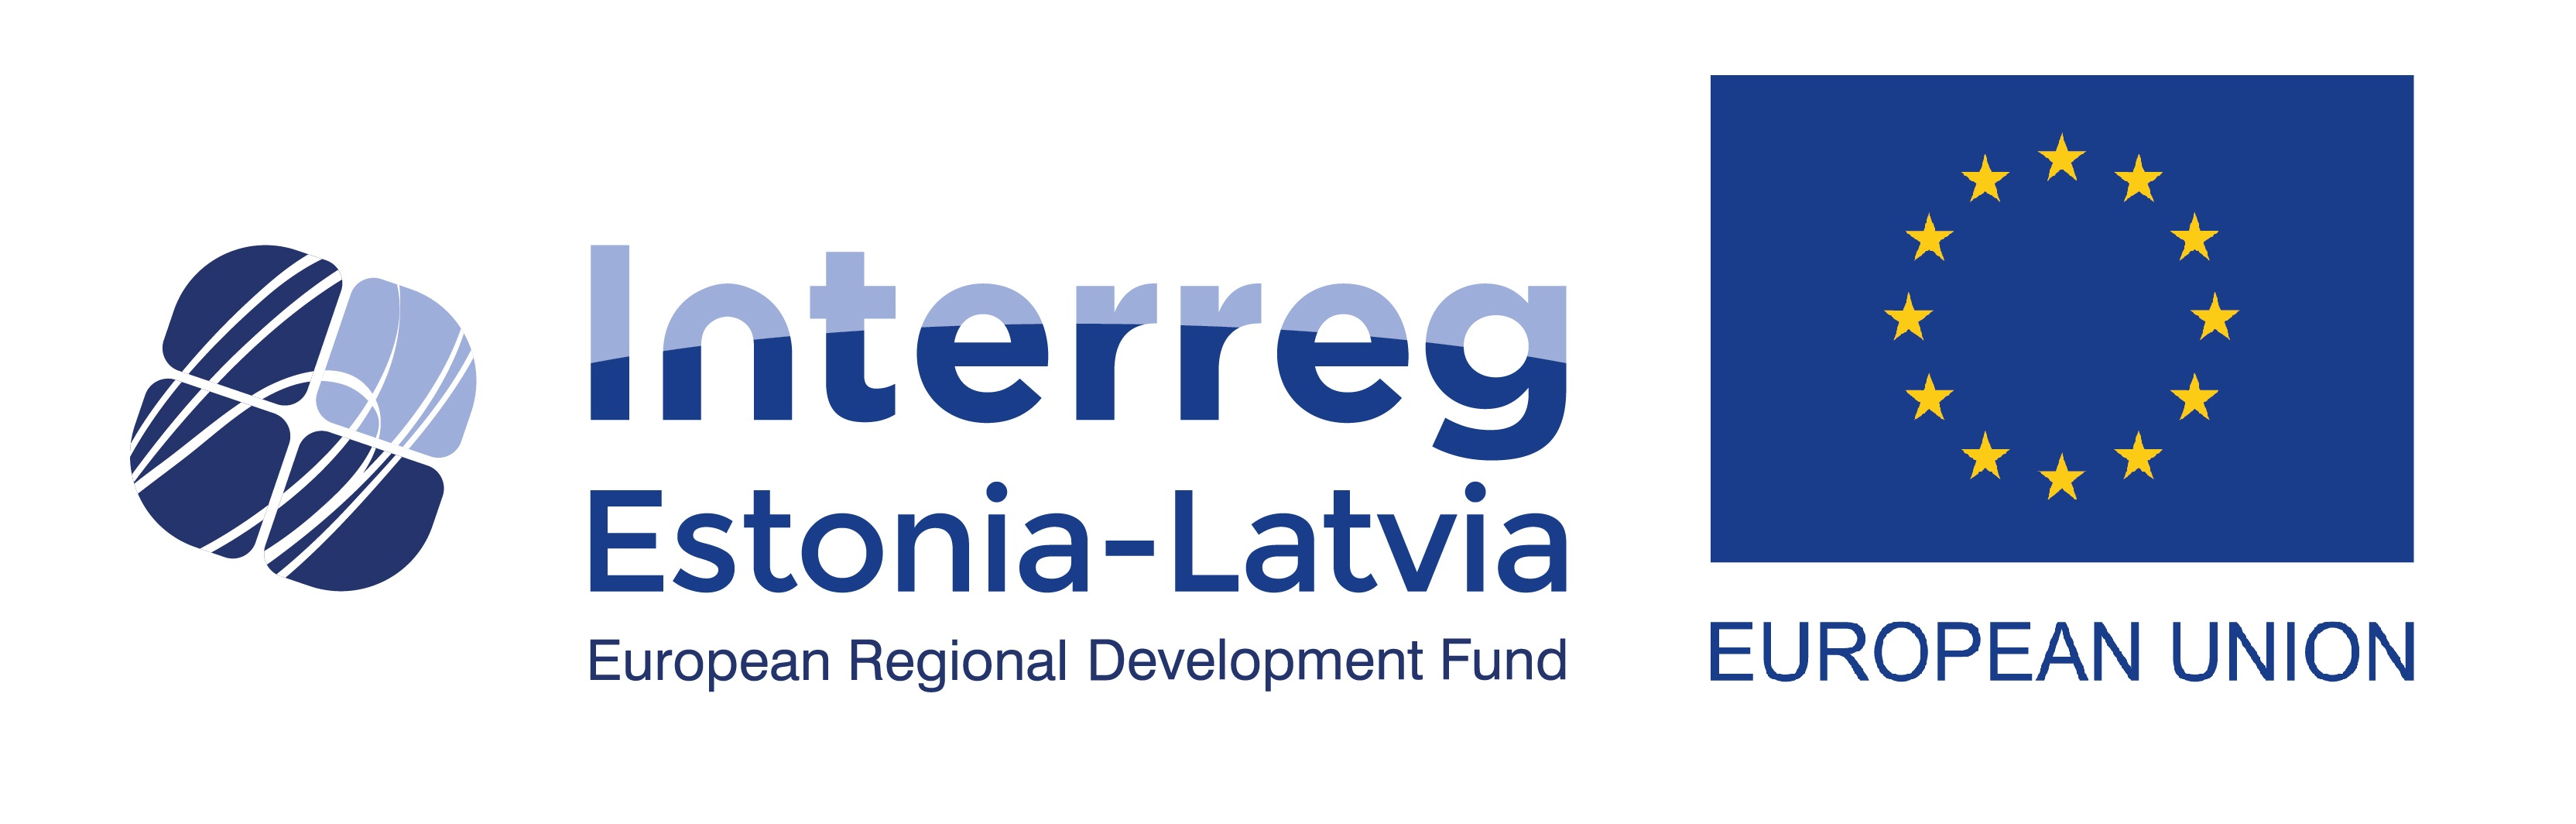 Interreg
Estonia-Latvia
European Regional Development Fund
EUROPEAN UNION